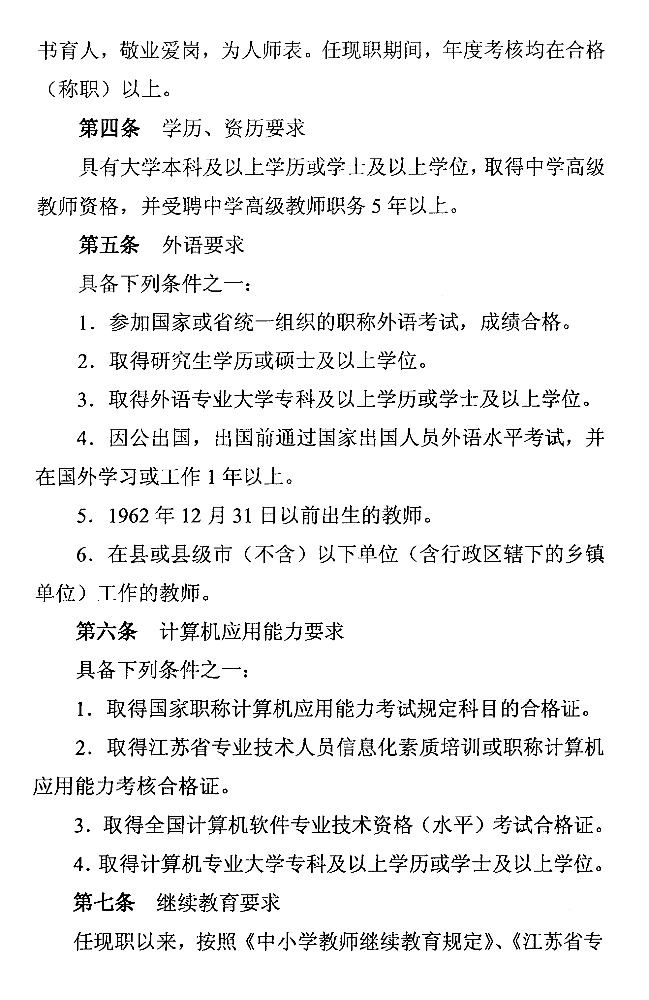 书育人，敬业爱岗，为人师表。任现职期间，年度考核均在合格
（称职）以上。
第四条　学历、资历要求
具有大学本科及以上学历或学士及以上学位，取得中学高级
教师资格，并受聘中学高级教师职务 5 年以上。
第五条　外语要求
具备下列条件之一：
1．参加国家或省统一组织的职称外语考试，成绩合格。
2．取得研究生学历或硕士及以上学位。
3．取得外语专业大学专科及以上学历或学士及以上学位。
4．因公出国，出国前通过国家出国人员外语水平考试，并
在国外学习或工作 1 年以上。
5．1962 年 12 月 31 日以前出生的教师。
6．在县或县级市（不含）以下单位（含行政区辖下的乡镇
单位）工作的教师。
第六条　计算机应用能力要求
具备下列条件之一：
1．取得国家职称计算机应用能力考试规定科目的合格证。
2．取得江苏省专业技术人员信息化素质培训或职称计算机
应用能力考核合格证。
3．取得全国计算机软件专业技术资格（水平）考试合格证。
4．取得计算机专业大学专科及以上学历或学士及以上学位。
第七条　继续教育要求
任现职以来，按照《中小学教师继续教育规定》、《江苏省专